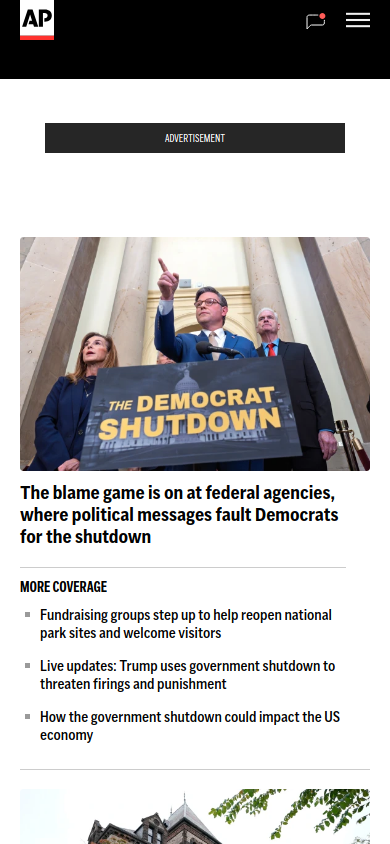 AP
ADVERTISEMENT
THE DEMOCRAT
SHUTDOWN
The blame game is on at federal agencies,
where political messages fault Democrats
for the shutdown
MORE COVERAGE
Fundraising groups step up to help reopen national
park sites and welcome visitors
Live updates: Trump uses government shutdown to
threaten firings and punishment
How the government shutdown could impact the US
economy